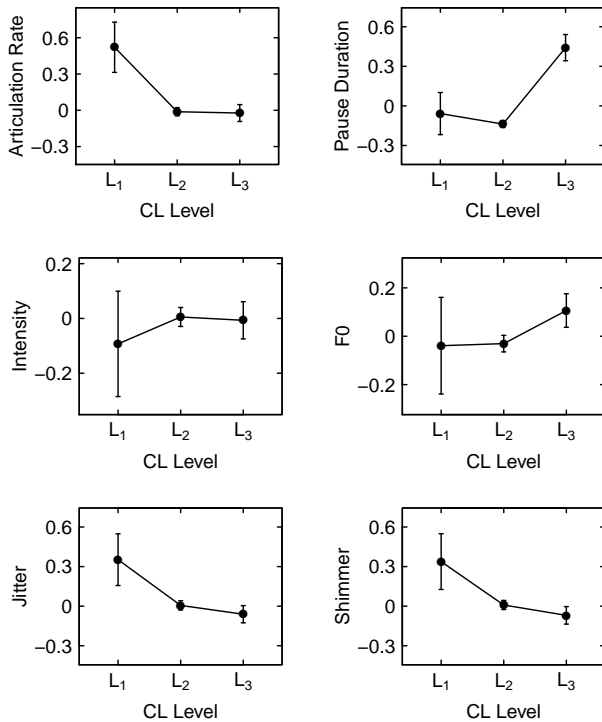 Articulation Rate
0.6
0.3
0
−0.3
L1 L2 L3
CL Level
Pause Duration
0.6
0.3
0
−0.3
L1 L2 L3
CL Level
Intensity
0.2
0
−0.2
L1 L2 L3
CL Level
F0
0.2
0
−0.2
L1 L2 L3
CL Level
Jitter
0.6
0.3
0
−0.3
L1 L2 L3
CL Level
Shimmer
0.6
0.3
0
−0.3
L1 L2 L3
CL Level